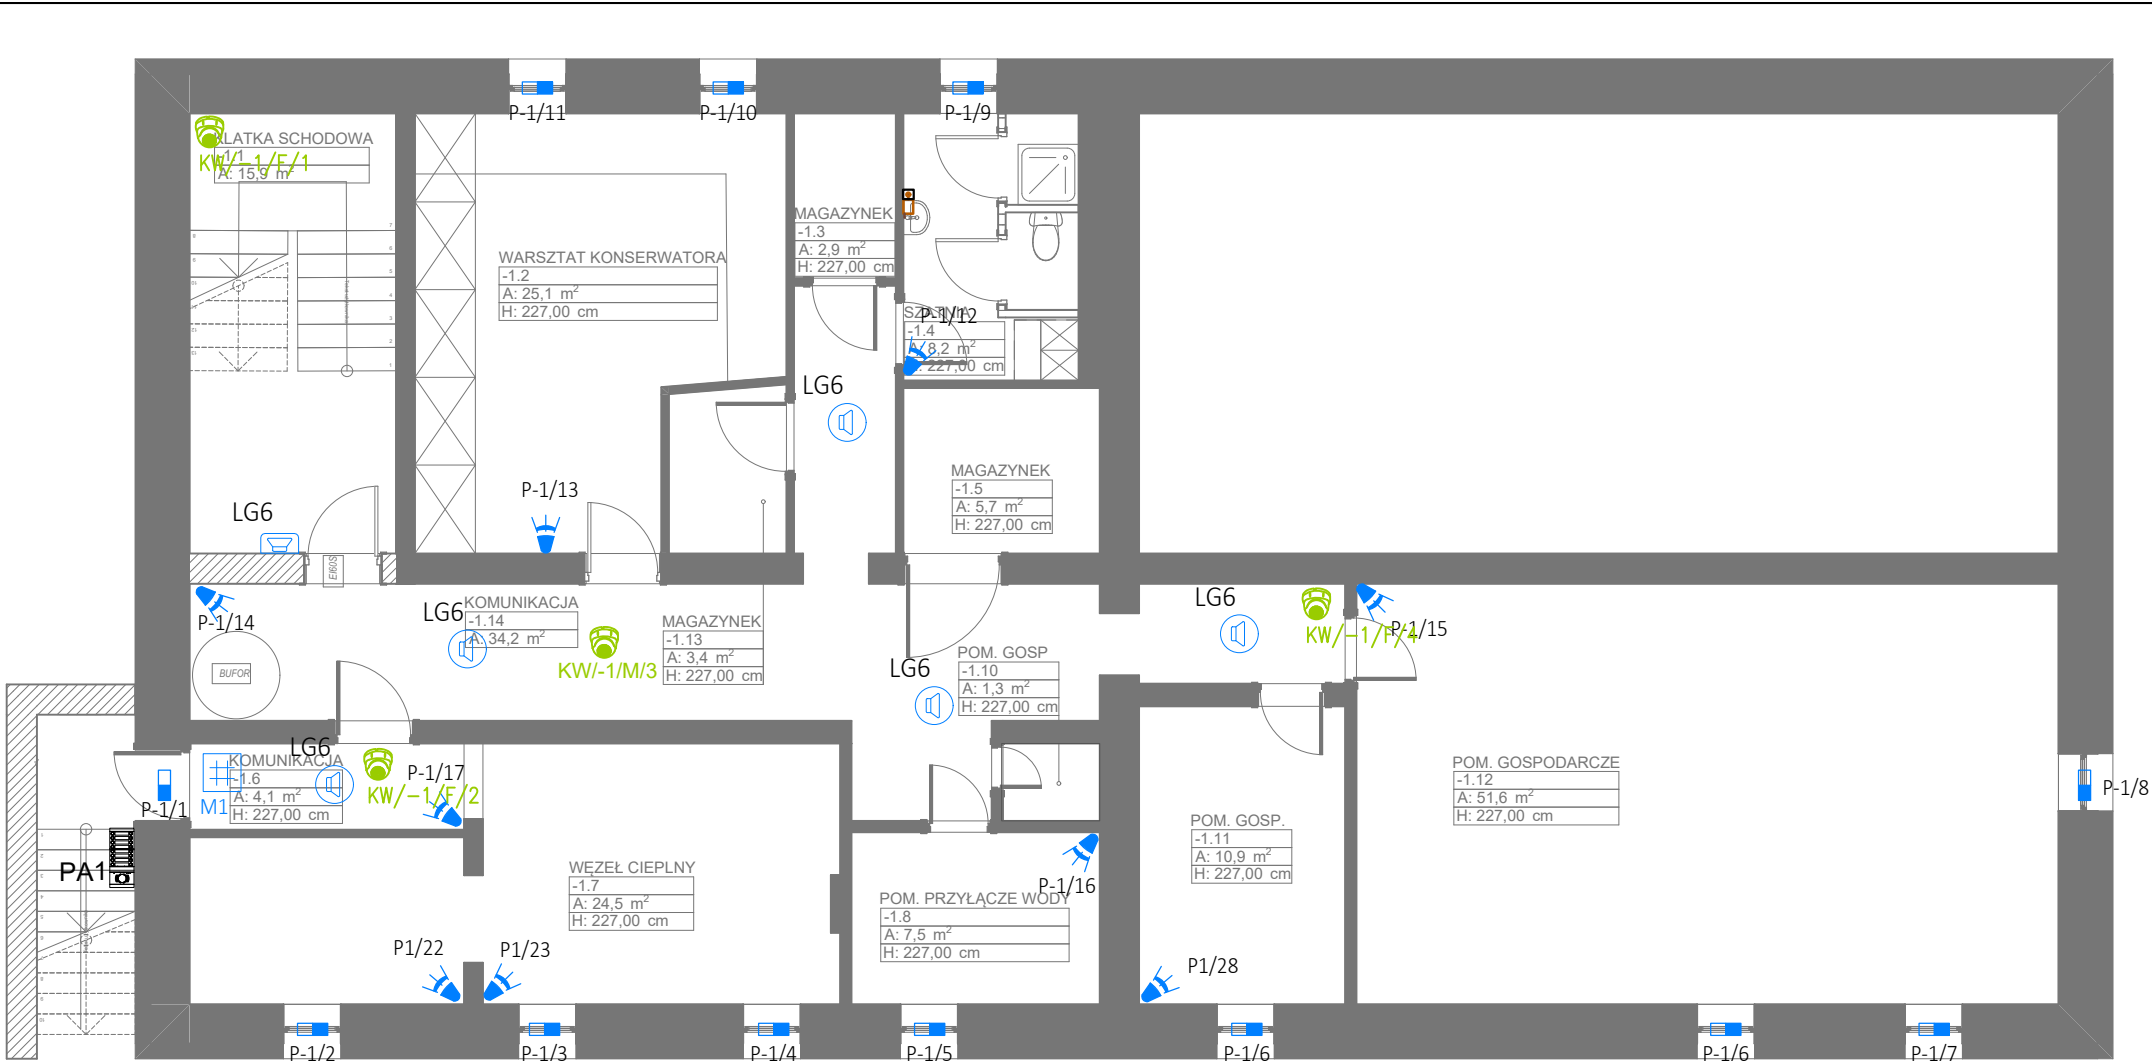 P-1/11
P-1/10
P-1/9
KLATKA SCHODOWA
-1.1
A: 15,9 m²
KW/-1/F/1
MAGAZYNEK
-1.3
A: 2,9 m²
H: 227,00 cm
WARSZTAT KONSERWATORA
-1.2
A: 25,1 m²
H: 227,00 cm
SZATNIA
-1.4
A: 8,2 m²
H: 227,00 cm
P-1/12
LG6
MAGAZYNEK
-1.5
A: 5,7 m²
H: 227,00 cm
P-1/13
LG6
EI60S
P-1/14
LG6
KOMUNIKACJA
-1.14
A: 34,2 m²
KW/-1/M/3
MAGAZYNEK
-1.13
A: 3,4 m²
H: 227,00 cm
BUFOR
LG6
POM. GOSP
-1.10
A: 1,3 m²
H: 227,00 cm
LG6
KW/-1/F/4
P-1/15
P-1/1
M1
KOMUNIKACJA
-1.6
A: 4,1 m²
H: 227,00 cm
LG6
KW/-1/F/2
P-1/17
POM. GOSPODARCZE
-1.12
A: 51,6 m²
H: 227,00 cm
P-1/8
PA1
POM. GOSP.
-1.11
A: 10,9 m²
H: 227,00 cm
WĘZEŁ CIEPLNY
-1.7
A: 24,5 m²
H: 227,00 cm
P-1/16
POM. PRZYŁĄCZE WODY
-1.8
A: 7,5 m²
H: 227,00 cm
P1/22
P1/23
P1/28
P-1/2
P-1/3
P-1/4
P-1/5
P-1/6
P-1/6
P-1/7